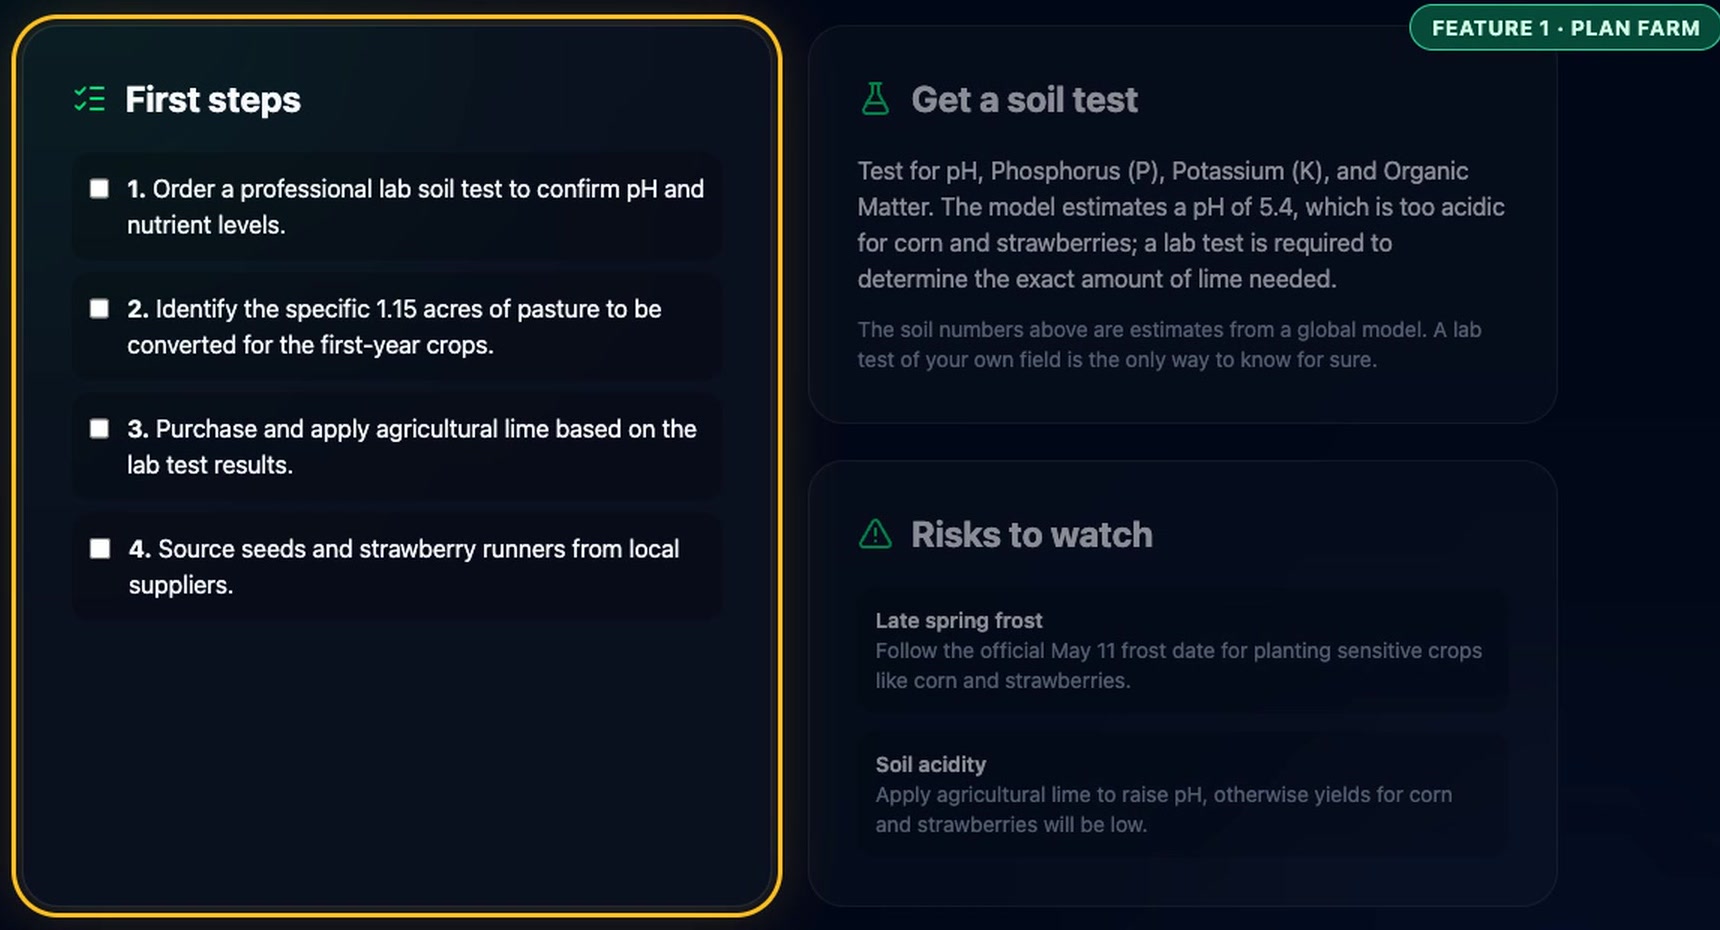 FEATURE 1 · PLAN FARM
First steps
1. Order a professional lab soil test to confirm pH and
nutrient levels.
2. Identify the specific 1.15 acres of pasture to be
converted for the first-year crops.
3. Purchase and apply agricultural lime based on the
lab test results.
4. Source seeds and strawberry runners from local
suppliers.
Get a soil test
Test for pH, Phosphorus (P), Potassium (K), and Organic
Matter. The model estimates a pH of 5.4, which is too acidic
for corn and strawberries; a lab test is required to
determine the exact amount of lime needed.
The soil numbers above are estimates from a global model. A lab
test of your own field is the only way to know for sure.
Risks to watch
Late spring frost
Follow the official May 11 frost date for planting sensitive crops
like corn and strawberries.
Soil acidity
Apply agricultural lime to raise pH, otherwise yields for corn
and strawberries will be low.